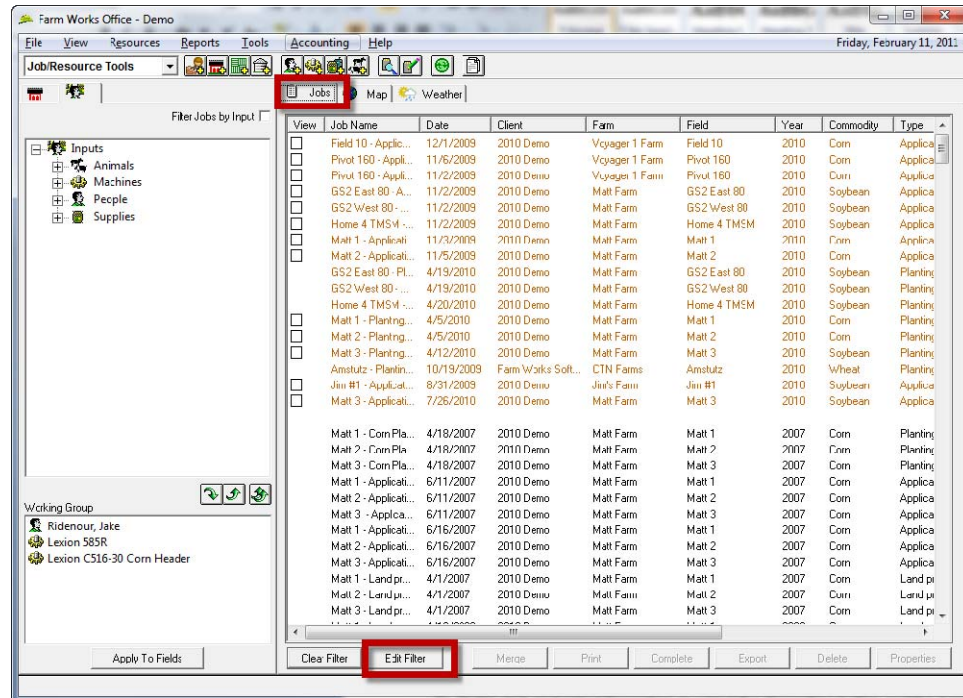 Farm Works Office - Demo
File View Resources Reports Tools Accounting Help Friday, February 11, 2011
Job/Resource Tools
Jobs Map Weather
Filter Jobs by Input
Inputs
Animals
Machines
People
Supplies
View Job Name Date Client Farm Field Year Commodity Type
Field 10 - Applic... 12/1/2009 2010 Demo Voyager 1 Farm Field 10 2010 Corn Applica
Pivot 160 - Appli... 11/6/2009 2010 Demo Voyager 1 Farm Pivot 160 2010 Corn Applica
Pivot 160 - Appli... 11/2/2009 2010 Demo Voyager 1 Farm Pivot 160 2010 Corn Applica
GS2 East 80 - A... 11/2/2009 2010 Demo Matt Farm GS2 East 80 2010 Soybean Applica
GS2 West 80 - ... 11/2/2009 2010 Demo Matt Farm GS2 West 80 2010 Soybean Applica
Home 4 TMSM -... 11/2/2009 2010 Demo Matt Farm Home 4 TMSM 2010 Soybean Applica
Matt 1 - Applicati... 11/3/2009 2010 Demo Matt Farm Matt 1 2010 Corn Applica
Matt 2 - Applicati... 11/5/2009 2010 Demo Matt Farm Matt 2 2010 Corn Applica
GS2 East 80 - Pl... 4/19/2010 2010 Demo Matt Farm GS2 East 80 2010 Soybean Planting
GS2 West 80 - ... 4/19/2010 2010 Demo Matt Farm GS2 West 80 2010 Soybean Planting
Home 4 TMSM -... 4/20/2010 2010 Demo Matt Farm Home 4 TMSM 2010 Soybean Planting
Matt 1 - Planting... 4/5/2010 2010 Demo Matt Farm Matt 1 2010 Corn Planting
Matt 2 - Planting... 4/5/2010 2010 Demo Matt Farm Matt 2 2010 Corn Planting
Matt 3 - Planting... 4/12/2010 2010 Demo Matt Farm Matt 3 2010 Soybean Planting
Amstutz - Plantin... 10/19/2009 Farm Works Soft... CTN Farms Amstutz 2010 Wheat Planting
Jim #1 - Applicat... 8/31/2009 2010 Demo Jim's Farm Jim #1 2010 Soybean Applica
Matt 3 - Applicati... 7/26/2010 2010 Demo Matt Farm Matt 3 2010 Soybean Applica
Matt 1 - Corn Pla... 4/18/2007 2010 Demo Matt Farm Matt 1 2007 Corn Planting
Matt 2 - Corn Pla... 4/18/2007 2010 Demo Matt Farm Matt 2 2007 Corn Planting
Matt 3 - Corn Pla... 4/18/2007 2010 Demo Matt Farm Matt 3 2007 Corn Planting
Matt 1 - Applicati... 6/11/2007 2010 Demo Matt Farm Matt 1 2007 Corn Applica
Matt 2 - Applicati... 6/11/2007 2010 Demo Matt Farm Matt 2 2007 Corn Applica
Matt 3 - Applica... 6/11/2007 2010 Demo Matt Farm Matt 3 2007 Corn Applica
Matt 1 - Applicati... 6/16/2007 2010 Demo Matt Farm Matt 1 2007 Corn Applica
Matt 2 - Applicati... 6/16/2007 2010 Demo Matt Farm Matt 2 2007 Corn Applica
Matt 3 - Applicati... 6/16/2007 2010 Demo Matt Farm Matt 3 2007 Corn Applica
Matt 1 - Land pr... 4/1/2007 2010 Demo Matt Farm Matt 1 2007 Corn Land pr
Matt 2 - Land pr... 4/1/2007 2010 Demo Matt Farm Matt 2 2007 Corn Land pr
Matt 3 - Land pr... 4/1/2007 2010 Demo Matt Farm Matt 3 2007 Corn Land pr
Working Group
Ridenour, Jake
Lexion 585R
Lexion C516-30 Corn Header
Apply To Fields Clear Filter Edit Filter Merge Print Complete Export Delete Properties